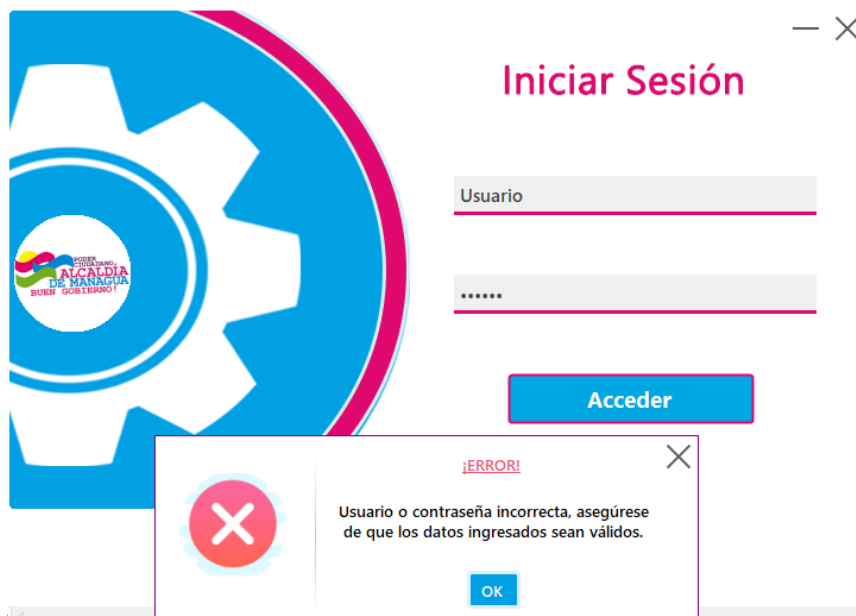 Iniciar Sesión
Usuario
••••••
PODER
CIUDADANO,
ALCALDÍA
DE MANAGUA
BUEN GOBIERNO!
Acceder
¡ERROR!
Usuario o contraseña incorrecta, asegúrese
de que los datos ingresados sean válidos.
OK